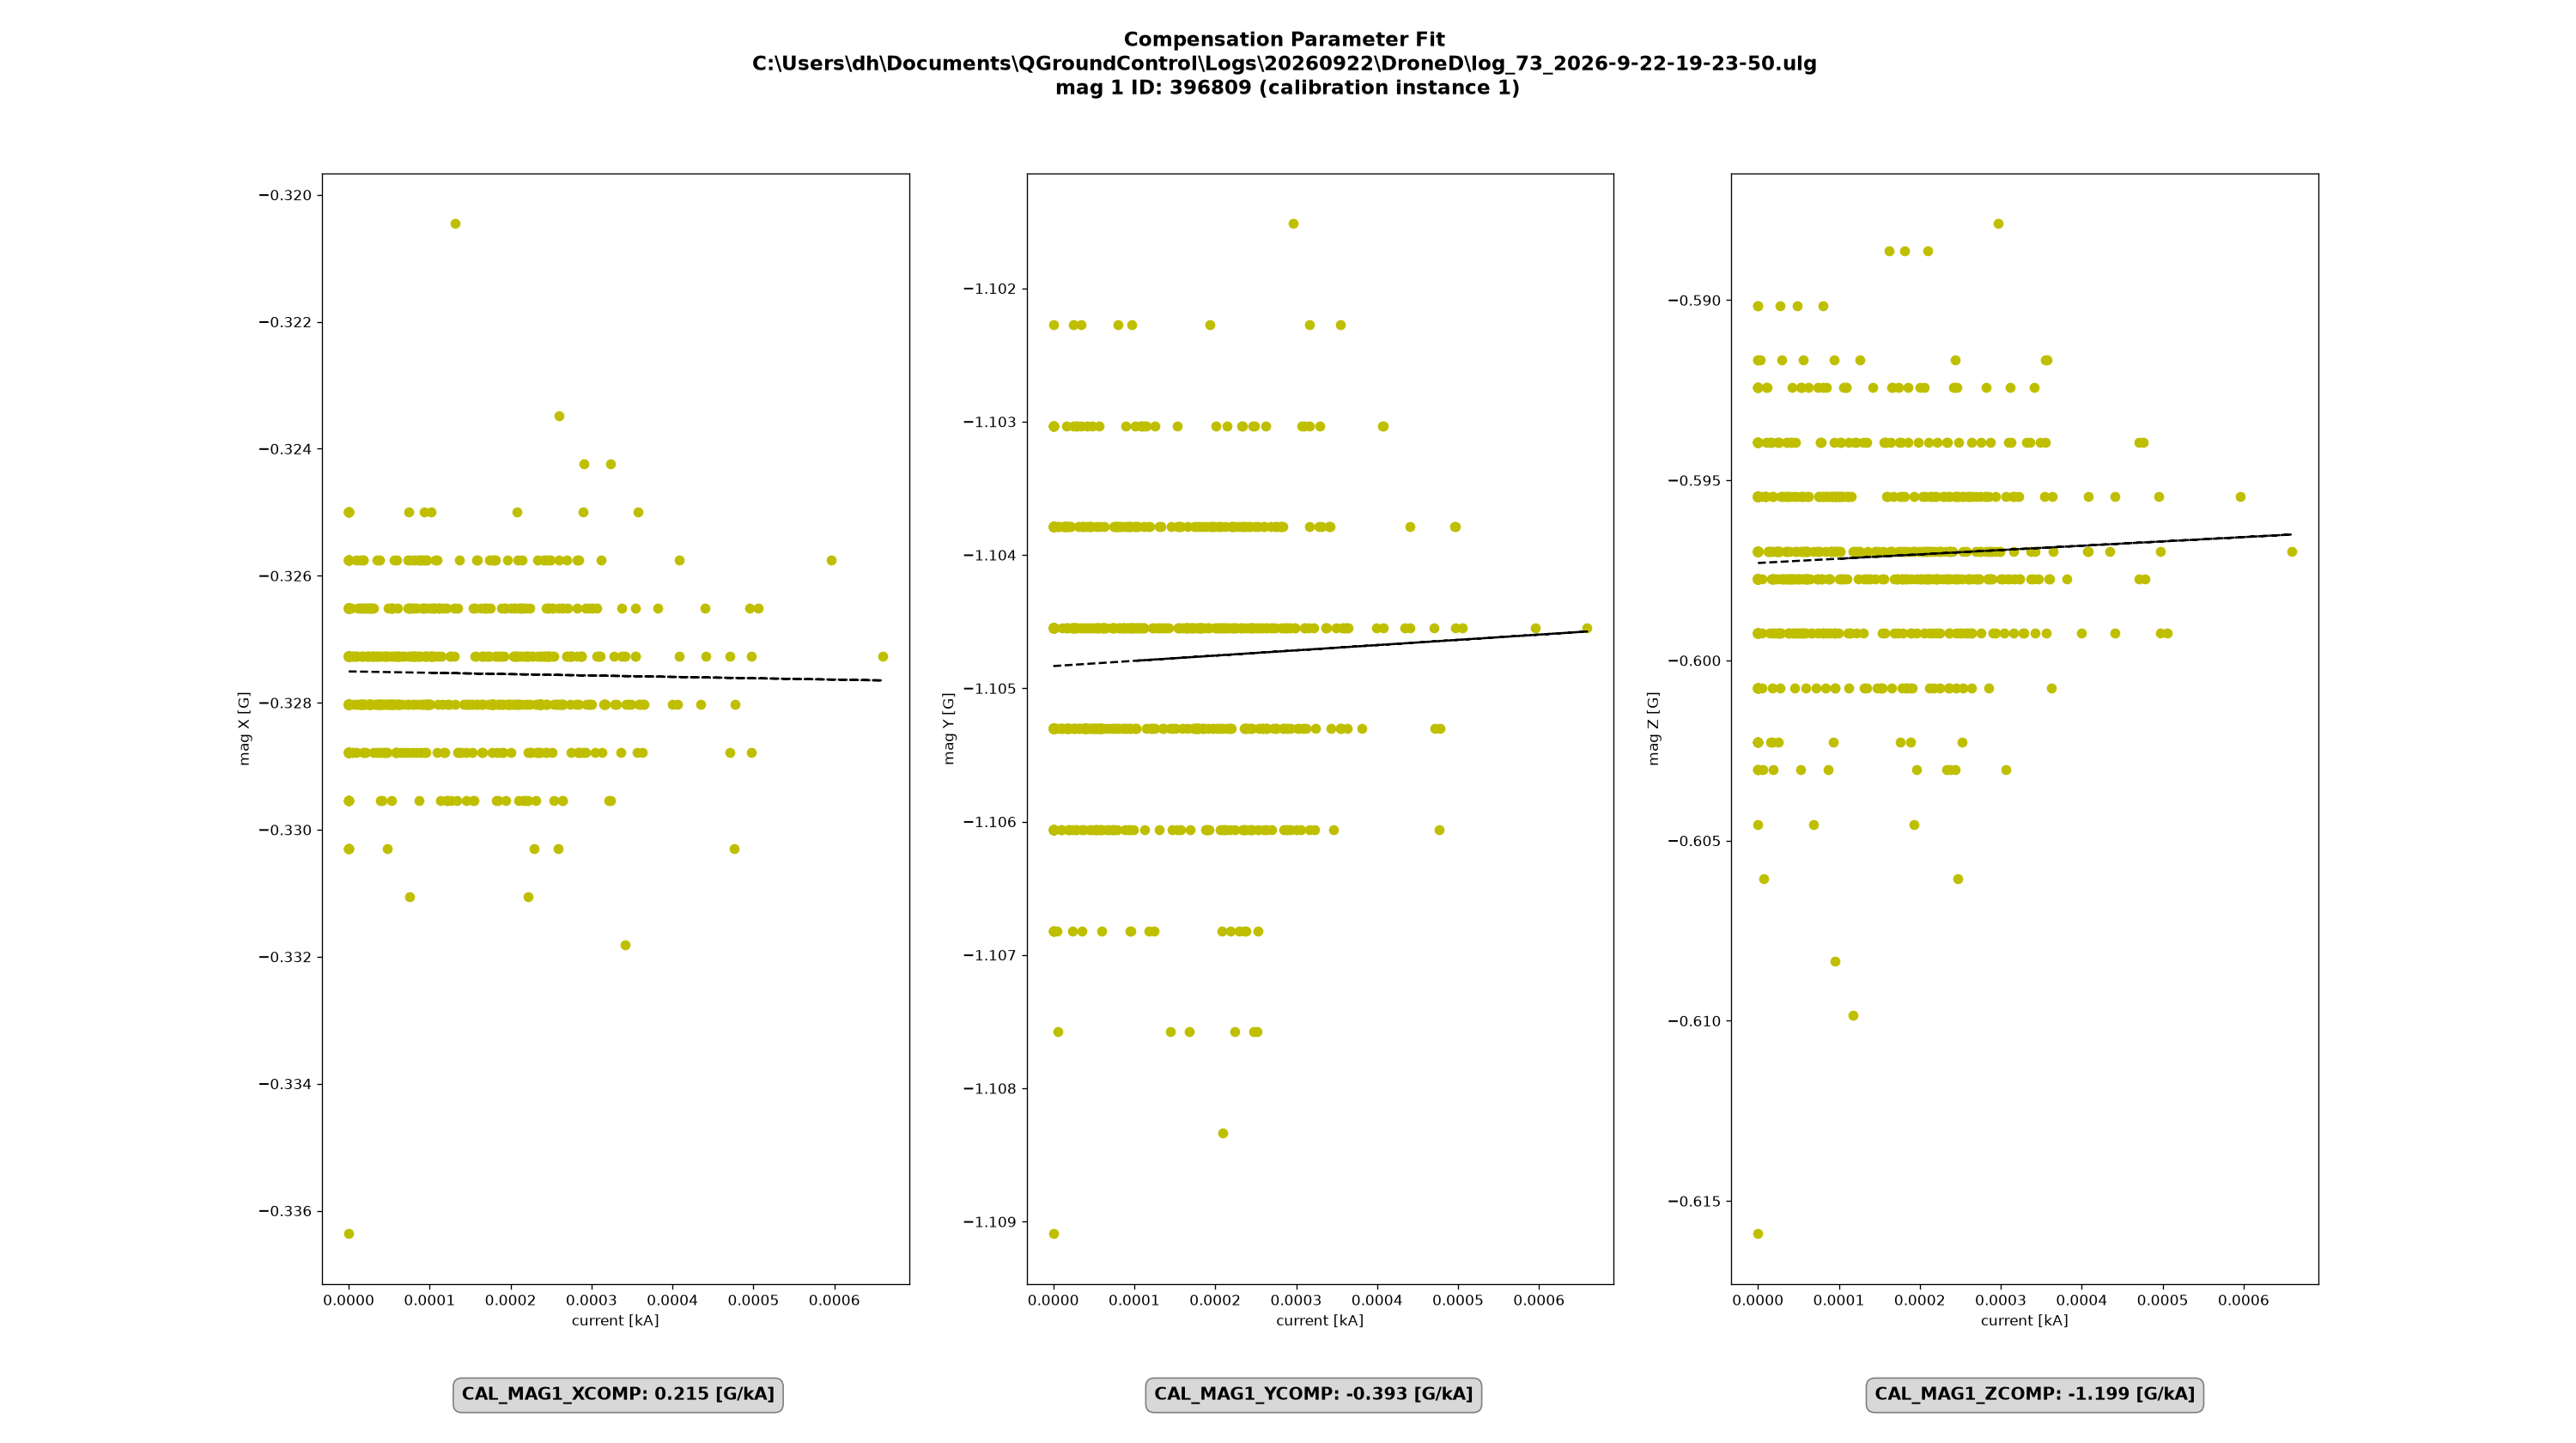 Compensation Parameter Fit
C:\Users\dh\Documents\QGroundControl\Logs\20260922\DroneD\log_73_2026-9-22-19-23-50.ulg
mag 1 ID: 396809 (calibration instance 1)
−0.320
−0.322
−0.324
−0.326
−0.328
−0.330
−0.332
−0.334
−0.336
mag X [G]
0.0000 0.0001 0.0002 0.0003 0.0004 0.0005 0.0006
current [kA]
CAL_MAG1_XCOMP: 0.215 [G/kA]
−1.102
−1.103
−1.104
−1.105
−1.106
−1.107
−1.108
−1.109
mag Y [G]
0.0000 0.0001 0.0002 0.0003 0.0004 0.0005 0.0006
current [kA]
CAL_MAG1_YCOMP: -0.393 [G/kA]
−0.590
−0.595
−0.600
−0.605
−0.610
−0.615
mag Z [G]
0.0000 0.0001 0.0002 0.0003 0.0004 0.0005 0.0006
current [kA]
CAL_MAG1_ZCOMP: -1.199 [G/kA]